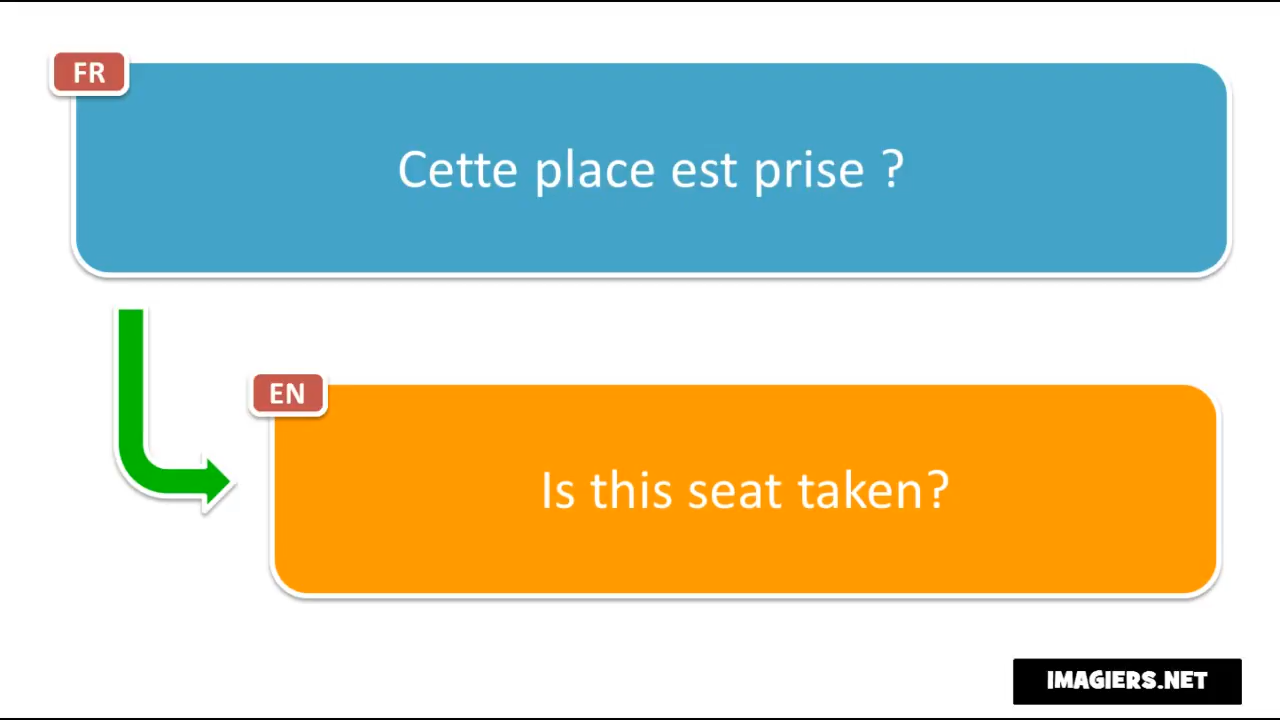 FR
Cette place est prise ?
EN
Is this seat taken?
IMAGIERS.NET